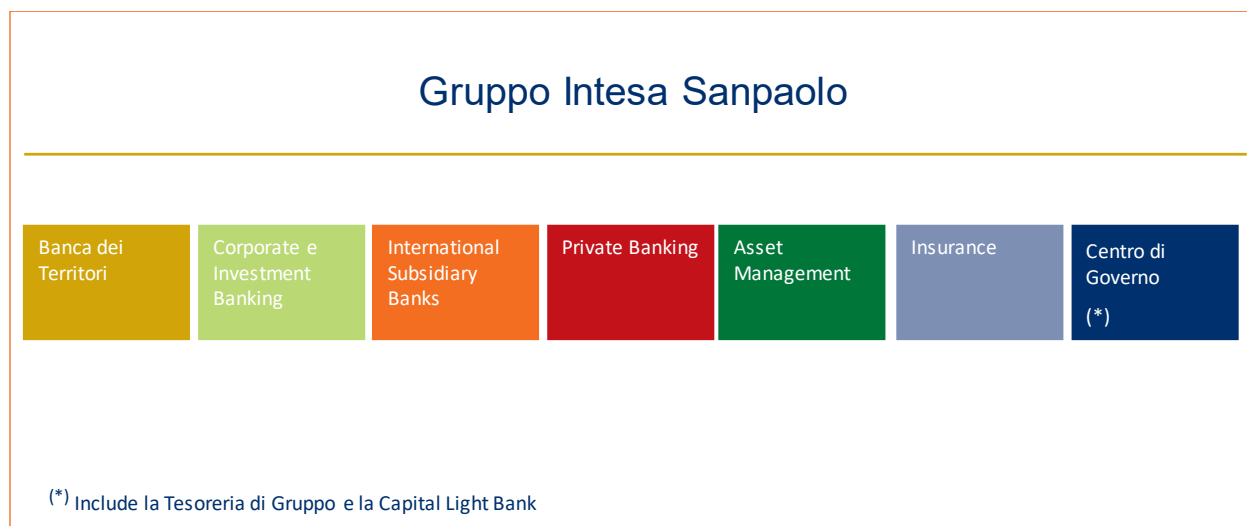 Gruppo Intesa Sanpaolo
Banca dei
Territori
Corporate e
Investment
Banking
International
Subsidiary
Banks
Private Banking
Asset
Management
Insurance
Centro di
Governo
(*)
(*) Include la Tesoreria di Gruppo e la Capital Light Bank